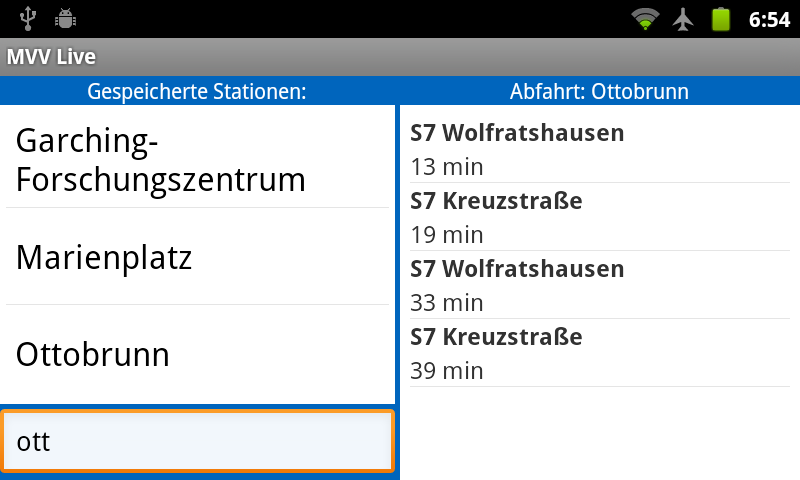 6:54
MVV Live
Gespeicherte Stationen:
Garching-
Forschungszentrum
Marienplatz
Ottobrunn
ott
Abfahrt: Ottobrunn
S7 Wolfratshausen
13 min
S7 Kreuzstraße
19 min
S7 Wolfratshausen
33 min
S7 Kreuzstraße
39 min